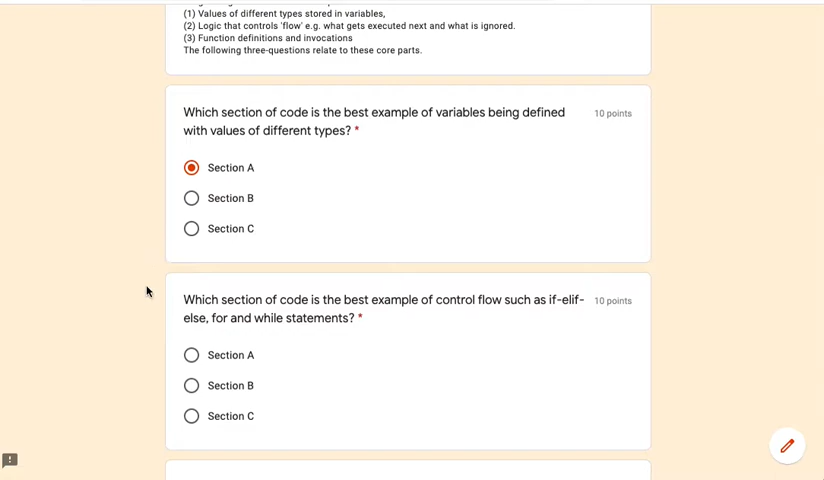 (1) Values of different types stored in variables,
(2) Logic that controls 'flow' e.g. what gets executed next and what is ignored.
(3) Function definitions and invocations
The following three-questions relate to these core parts.
Which section of code is the best example of variables being defined
with values of different types? *
10 points
Section A
Section B
Section C
Which section of code is the best example of control flow such as if-elif-
else, for and while statements? *
10 points
Section A
Section B
Section C